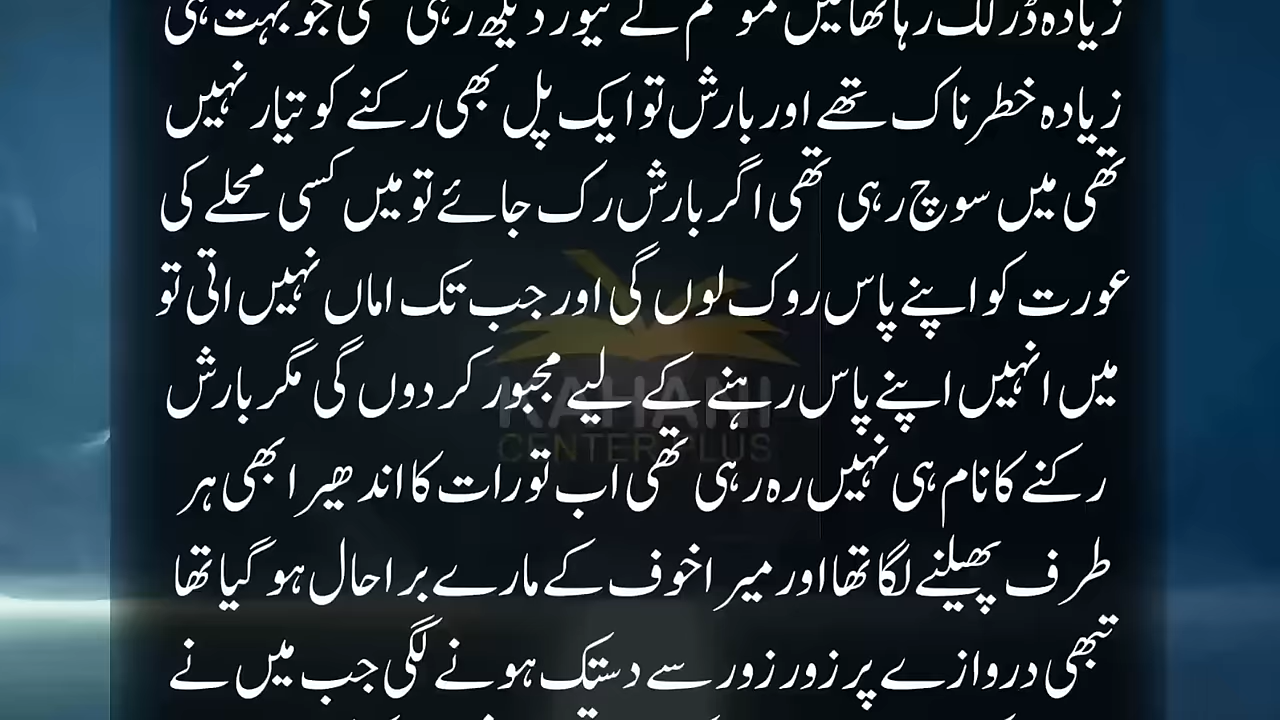 زیادہ ڈر لگ رہا تھا میں موسم کے تیور دیکھ رہی تھی جو بہت ہی
زیادہ خطرناک تھے اور بارش تو ایک پل بھی رکنے کو تیار نہیں
تھی میں سوچ رہی تھی اگر بارش رک جائے تو میں کسی محلے کی
عورت کو اپنے پاس روک لوں گی اور جب تک اماں نہیں اتی تو
میں انہیں اپنے پاس رہنے کے لیے مجبور کر دوں گی مگر بارش
KAHANI
CENTER PLUS
رکنے کا نام ہی نہیں رہ رہی تھی اب تو رات کا اندھیرا بھی ہر
طرف پھیلنے لگا تھا اور میرا خوف کے مارے برا حال ہو گیا تھا
تبھی دروازے پر زور زور سے دستک ہونے لگی جب میں نے